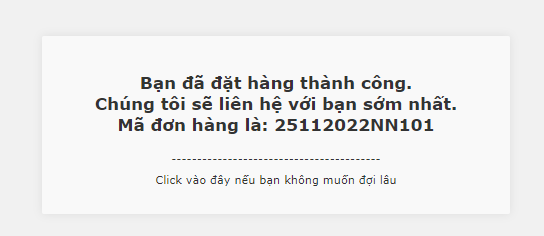 Bạn đã đặt hàng thành công.
Chúng tôi sẽ liên hệ với bạn sớm nhất.
Mã đơn hàng là: 25112022NN101
-----------------------------------------
Click vào đây nếu bạn không muốn đợi lâu